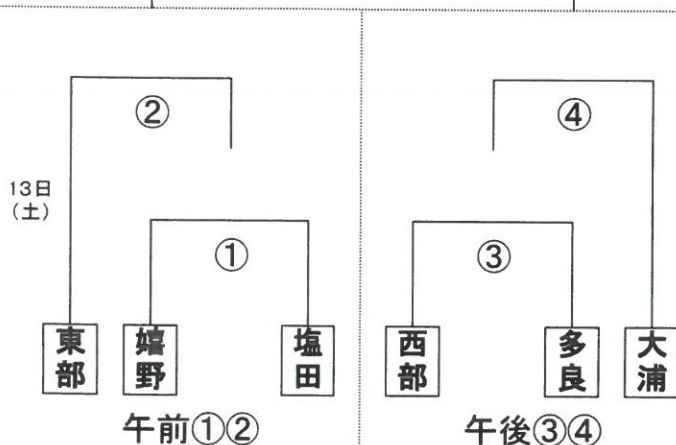 ② ④
13日
(土)
① ③
東部 嬉野 塩田 西部 多良 大浦
午前①② 午後③④